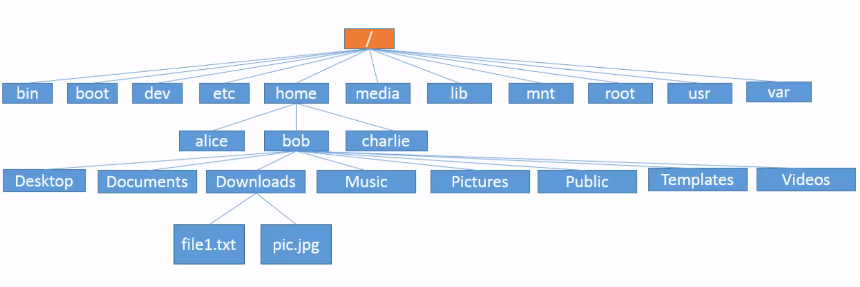 /
bin boot dev etc home media lib mnt root usr var
alice bob charlie
Desktop Documents Downloads Music Pictures Public Templates Videos
file1.txt pic.jpg